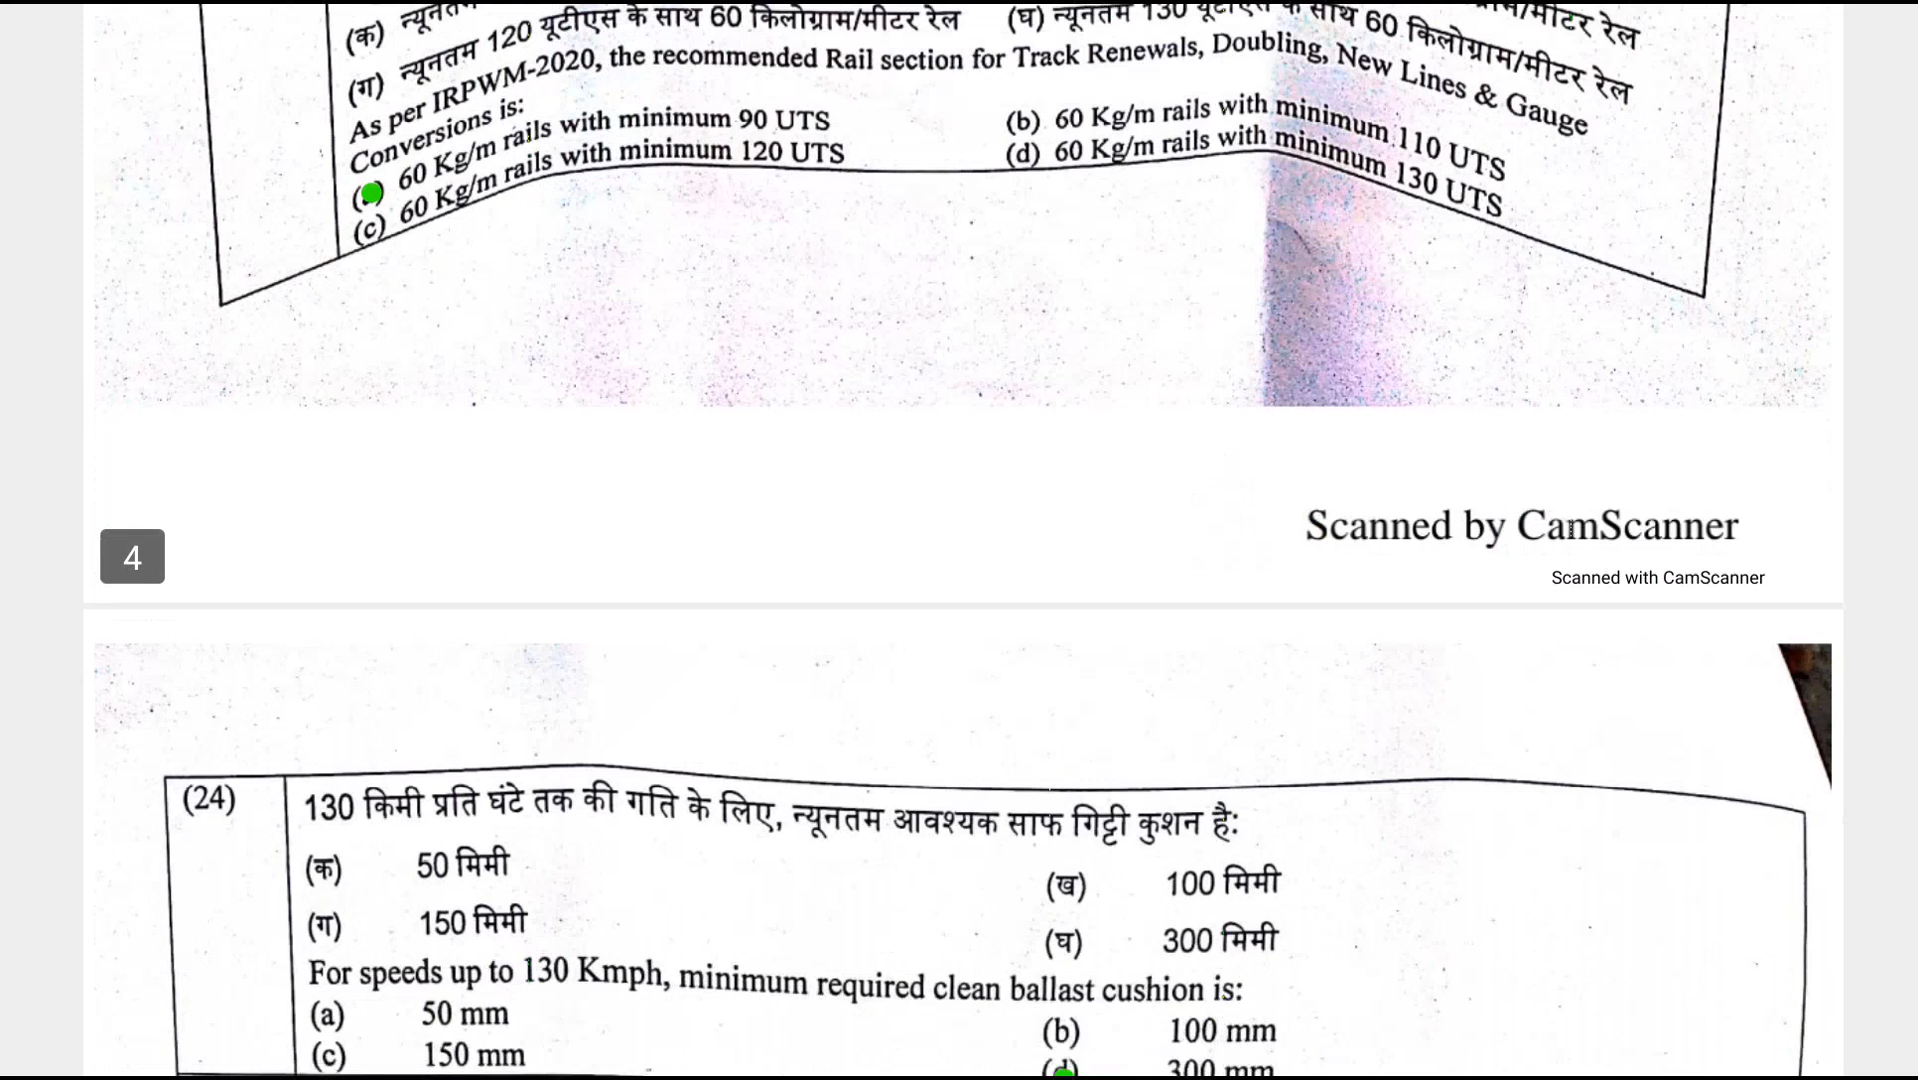 (क) न्यूनतम
ग्राम/मीटर रेल
(ग) न्यूनतम 120 यूटीएस के साथ 60 किलोग्राम/मीटर रेल (घ) न्यूनतम 130 यूटीएस के साथ 60 किलोग्राम/मीटर रेल
As per IRPWM-2020, the recommended Rail section for Track Renewals, Doubling, New Lines & Gauge
Conversions is:
60 Kg/m rails with minimum 90 UTS (b) 60 Kg/m rails with minimum 110 UTS
(c) 60 Kg/m rails with minimum 120 UTS (d) 60 Kg/m rails with minimum 130 UTS
Scanned by CamScanner
4
Scanned with CamScanner
(24) 130 किमी प्रति घंटे तक की गति के लिए, न्यूनतम आवश्यक साफ गिट्टी कुशन है:
(क) 50 मिमी (ख) 100 मिमी
(ग) 150 मिमी (घ) 300 मिमी
For speeds up to 130 Kmph, minimum required clean ballast cushion is:
(a) 50 mm (b) 100 mm
(c) 150 mm (d) 300 mm